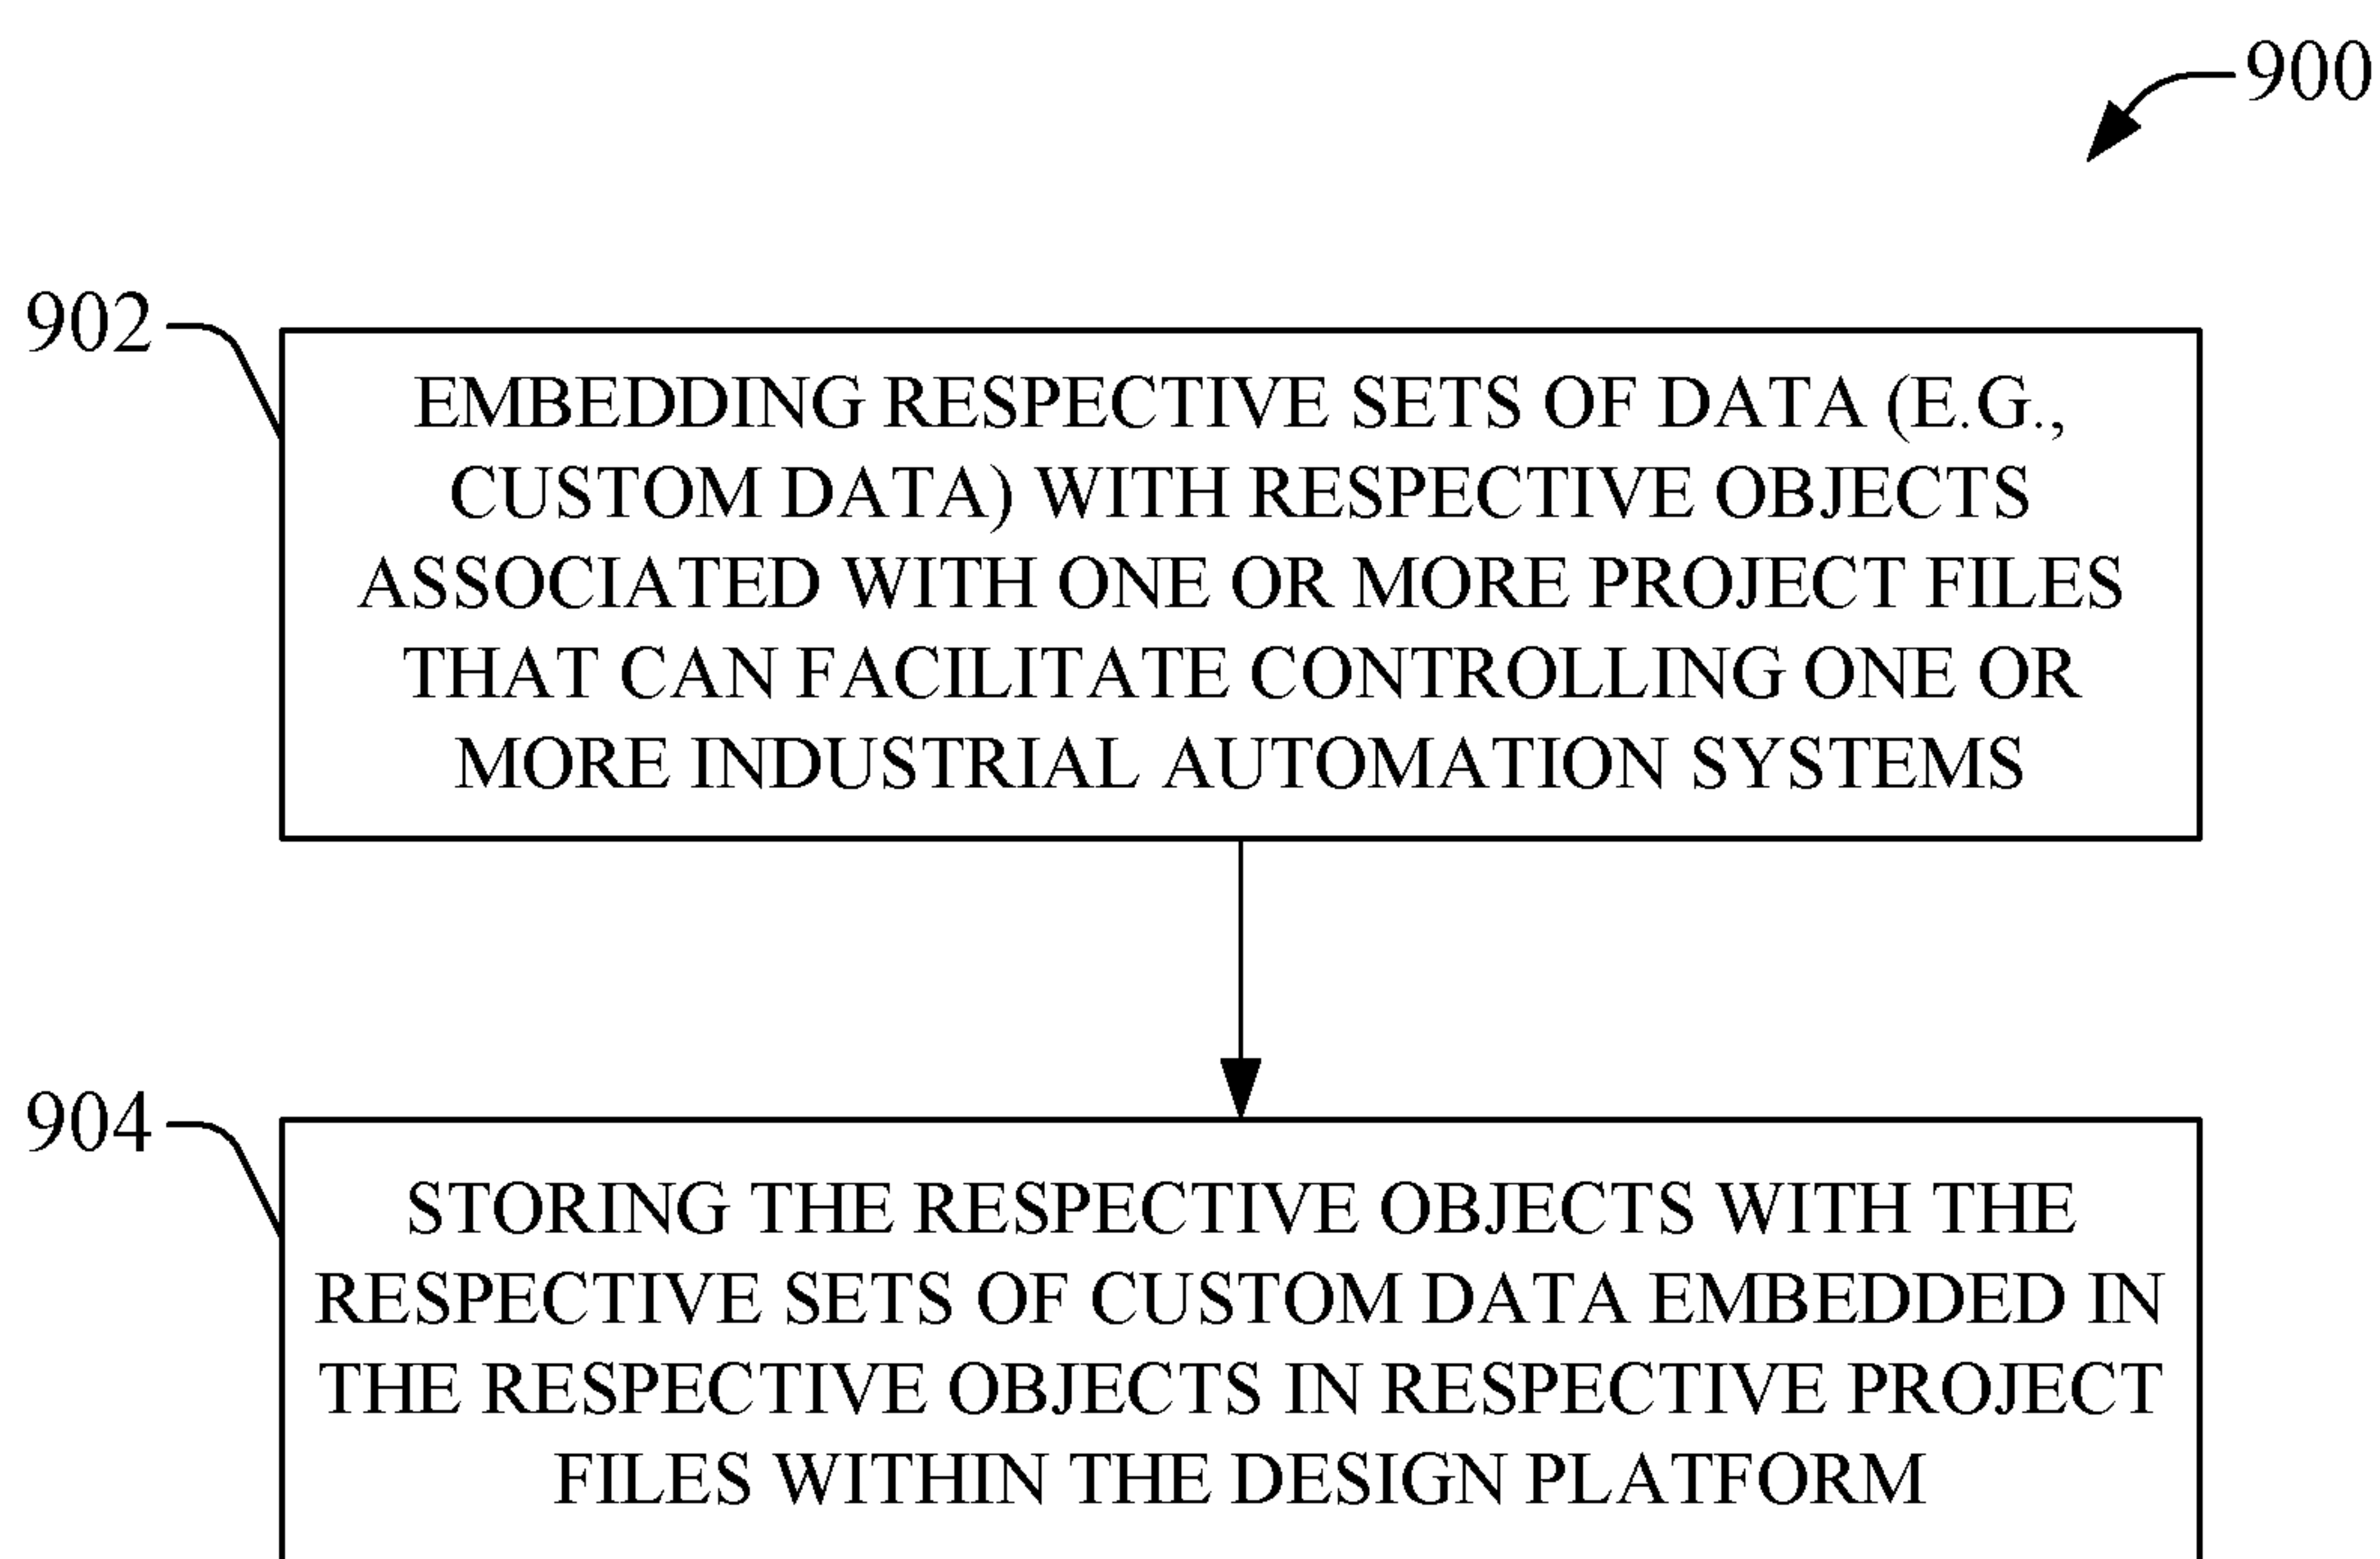 900
902
EMBEDDING RESPECTIVE SETS OF DATA (E.G.,
CUSTOM DATA) WITH RESPECTIVE OBJECTS
ASSOCIATED WITH ONE OR MORE PROJECT FILES
THAT CAN FACILITATE CONTROLLING ONE OR
MORE INDUSTRIAL AUTOMATION SYSTEMS
904
STORING THE RESPECTIVE OBJECTS WITH THE
RESPECTIVE SETS OF CUSTOM DATA EMBEDDED IN
THE RESPECTIVE OBJECTS IN RESPECTIVE PROJECT
FILES WITHIN THE DESIGN PLATFORM